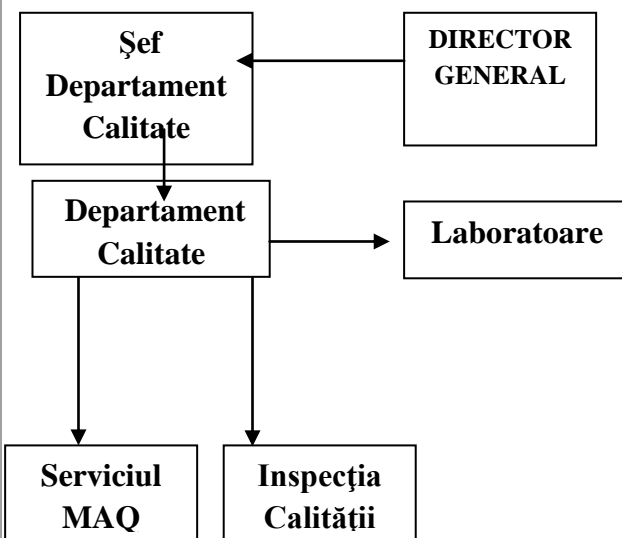 Şef
Departament
Calitate
DIRECTOR
GENERAL
Departament
Calitate
Laboratoare
Serviciul
MAQ
Inspecţia
Calităţii